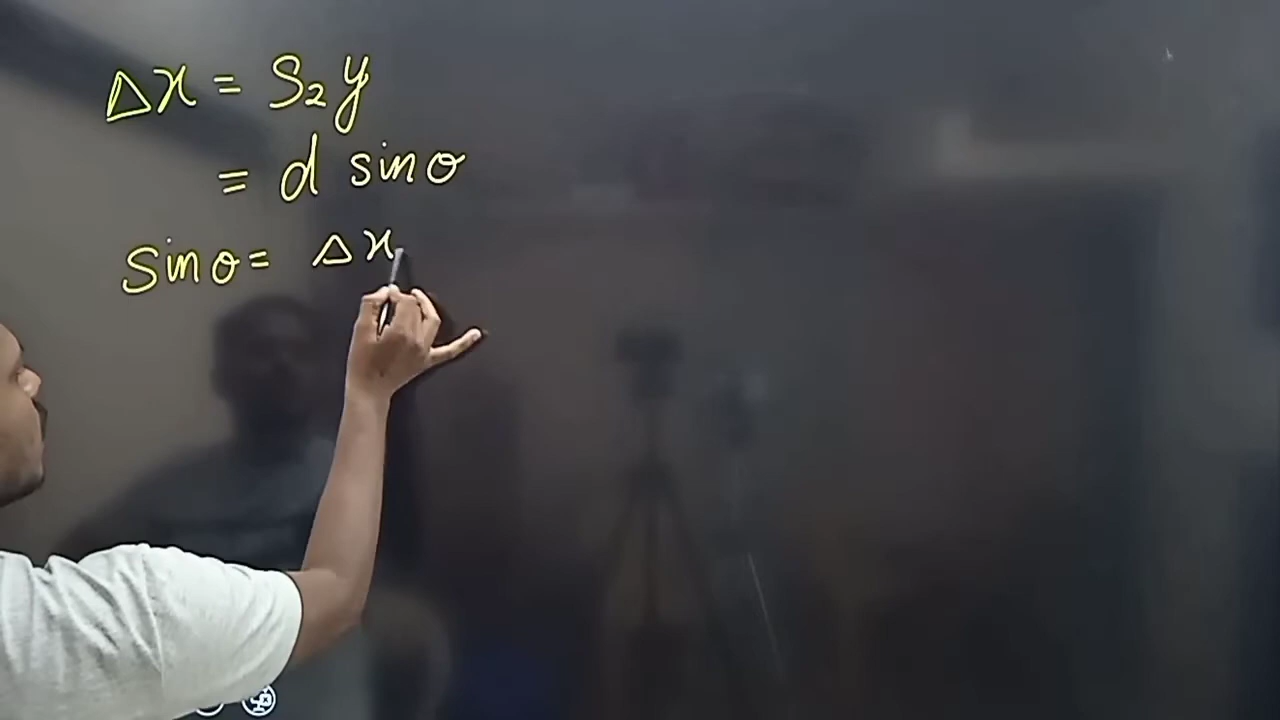 Δx = S₂y
= d sinθ
sinθ = Δx